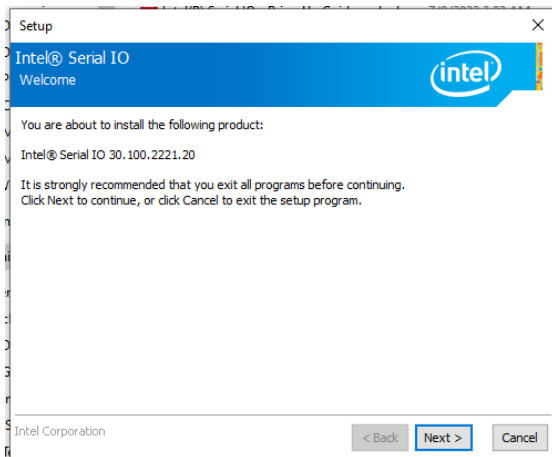 Setup
Intel® Serial IO
Welcome
intel
You are about to install the following product:
Intel® Serial IO 30.100.2221.20
It is strongly recommended that you exit all programs before continuing.
Click Next to continue, or click Cancel to exit the setup program.
Intel Corporation
< Back
Next >
Cancel